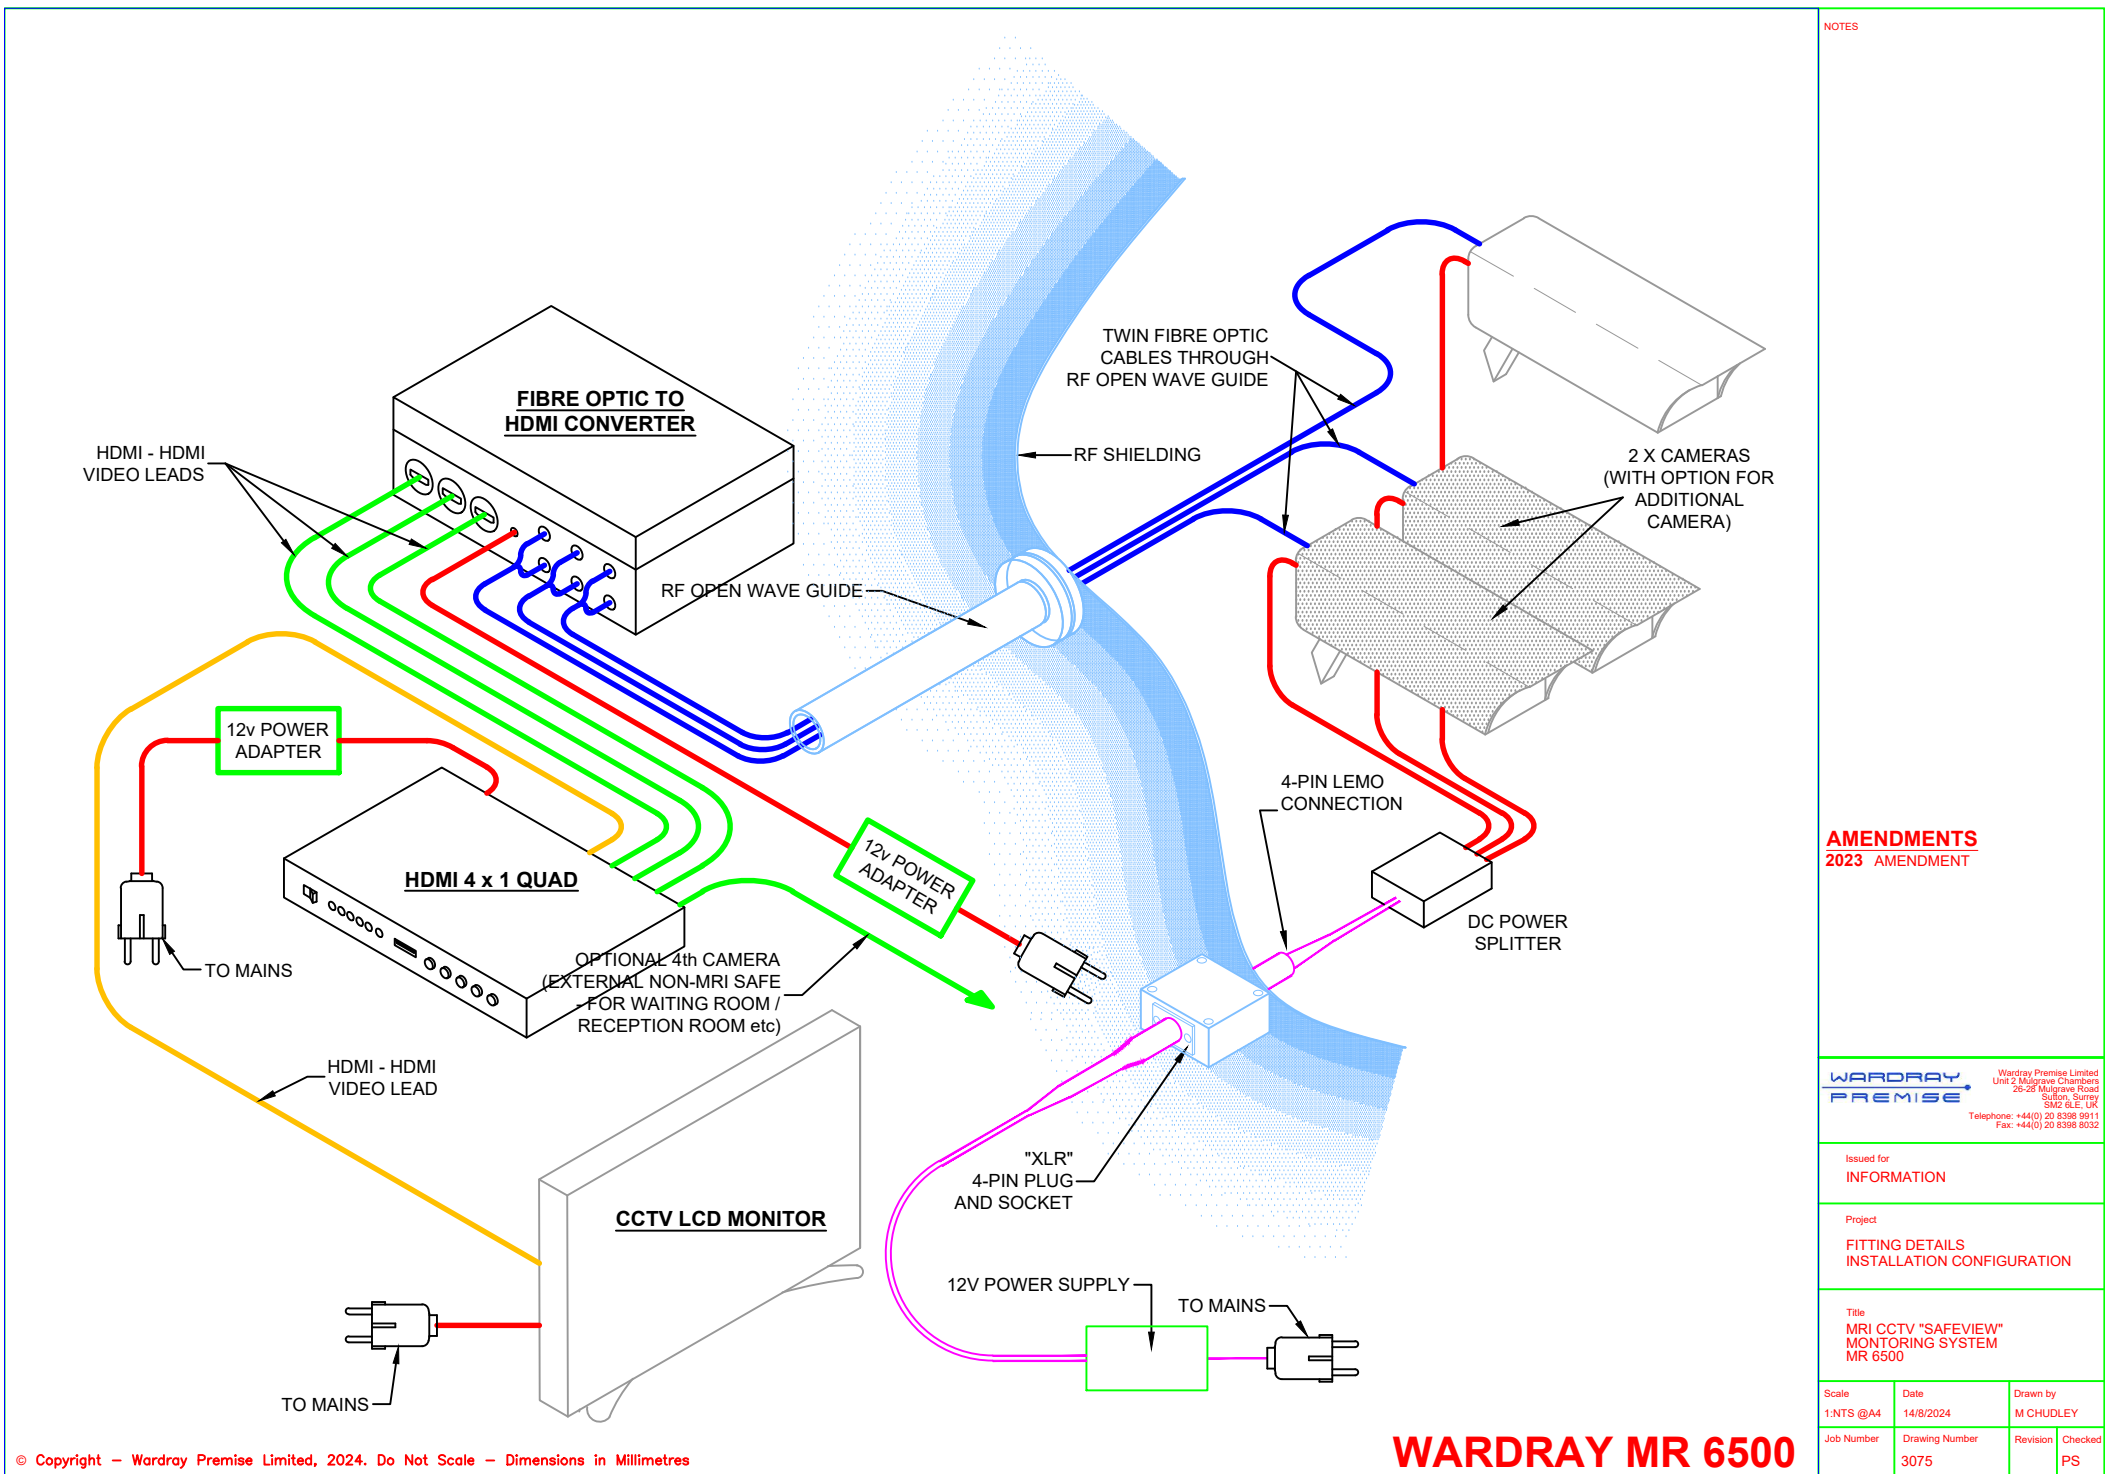 NOTES
TWIN FIBRE OPTIC
CABLES THROUGH
RF OPEN WAVE GUIDE
FIBRE OPTIC TO
HDMI CONVERTER
HDMI - HDMI
VIDEO LEADS
RF SHIELDING
2 X CAMERAS
(WITH OPTION FOR
ADDITIONAL
CAMERA)
RF OPEN WAVE GUIDE
12v POWER
ADAPTER
4-PIN LEMO
CONNECTION
12v POWER
ADAPTER
HDMI 4 x 1 QUAD
DC POWER
SPLITTER
TO MAINS
OPTIONAL 4th CAMERA
(EXTERNAL NON-MRI SAFE
- FOR WAITING ROOM /
RECEPTION ROOM etc)
HDMI - HDMI
VIDEO LEAD
"XLR"
4-PIN PLUG
AND SOCKET
CCTV LCD MONITOR
12V POWER SUPPLY
TO MAINS
TO MAINS
© Copyright - Wardray Premise Limited, 2024. Do Not Scale - Dimensions in Millimetres
WARDRAY MR 6500
AMENDMENTS
2023 AMENDMENT
WARDRAY
PREMISE
Wardray Premise Limited
Unit 2 Mulgrave Chambers
26-28 Mulgrave Road
Sutton, Surrey
SM2 6LE, UK
Telephone: +44(0) 20 8398 9911
Fax: +44(0) 20 8398 8032
Issued for
INFORMATION
Project
FITTING DETAILS
INSTALLATION CONFIGURATION
Title
MRI CCTV "SAFEVIEW"
MONTORING SYSTEM
MR 6500
Scale Date Drawn by
1:NTS @A4 14/8/2024 M CHUDLEY
Job Number Drawing Number Revision Checked
3075 PS